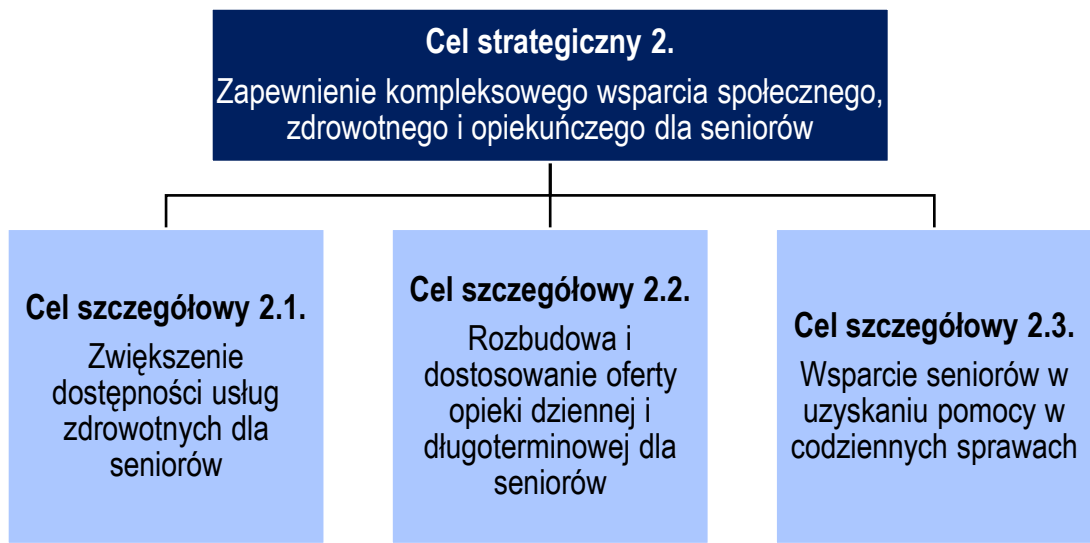 Cel strategiczny 2.
Zapewnienie kompleksowego wsparcia społecznego,
zdrowotnego i opiekuńczego dla seniorów
Cel szczegółowy 2.1.
Zwiększenie
dostępności usług
zdrowotnych dla
seniorów
Cel szczegółowy 2.2.
Rozbudowa i
dostosowanie oferty
opieki dziennej i
długoterminowej dla
seniorów
Cel szczegółowy 2.3.
Wsparcie seniorów w
uzyskaniu pomocy w
codziennych sprawach